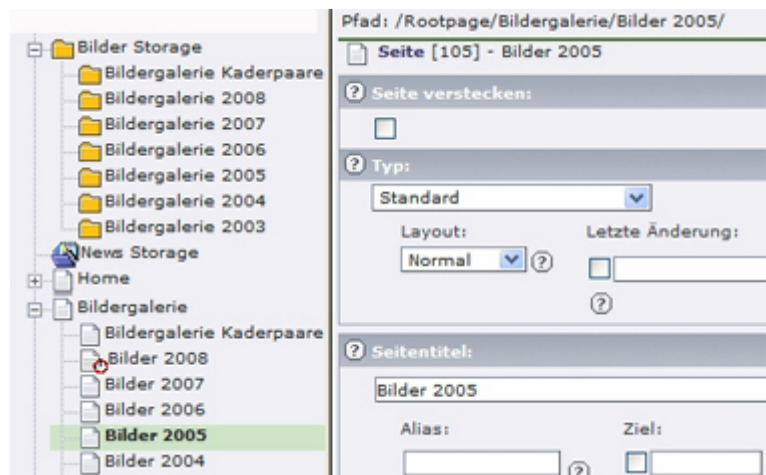 Bilder Storage
Bildergalerie Kaderpaare
Bildergalerie 2008
Bildergalerie 2007
Bildergalerie 2006
Bildergalerie 2005
Bildergalerie 2004
Bildergalerie 2003
News Storage
Home
Bildergalerie
Bildergalerie Kaderpaare
Bilder 2008
Bilder 2007
Bilder 2006
Bilder 2005
Bilder 2004
Pfad: /Rootpage/Bildergalerie/Bilder 2005/
Seite [105] - Bilder 2005
Seite verstecken:
Typ:
Standard
Layout: Letzte Änderung:
Normal
Seitentitel:
Bilder 2005
Alias: Ziel: